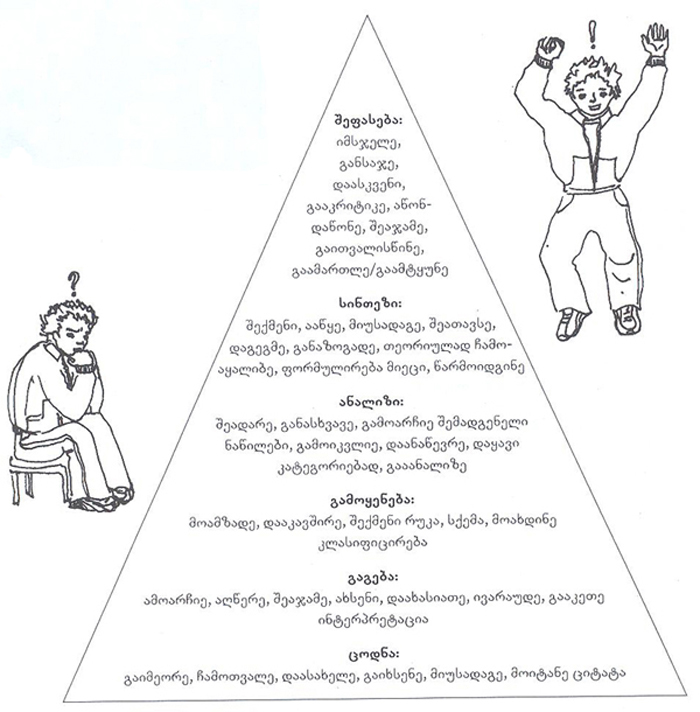 ?
!
შეფასება:
იმსჯელე,
განსაჯე,
დაასკვენი,
გააკრიტიკე, აწონ-
დაწონე, შეაჯამე,
გაითვალისწინე,
გაამართლე/გაამტყუნე
სინთეზი:
შექმენი, ააწყე, მიუსადაგე, შეათავსე,
დაგეგმე, განაზოგადე, თეორიულად ჩამო-
აყალიბე, ფორმულირება მიეცი, წარმოიდგინე
ანალიზი:
შეადარე, განასხვავე, გამოარჩიე შემადგენელი
ნაწილები, გამოიკვლიე, დაანაწევრე, დაყავი
კატეგორიებად, გააანალიზე
გამოყენება:
მოამზადე, დააკავშირე, შექმენი რუკა, სქემა, მოახდინე
კლასიფიცირება
გაგება:
ამოარჩიე, აღწერე, შეაჯამე, ახსენი, დაახასიათე, ივარაუდე, გააკეთე
ინტერპრეტაცია
ცოდნა:
გაიმეორე, ჩამოთვალე, დაასახელე, გაიხსენე, მიუსადაგე, მოიტანე ციტატა